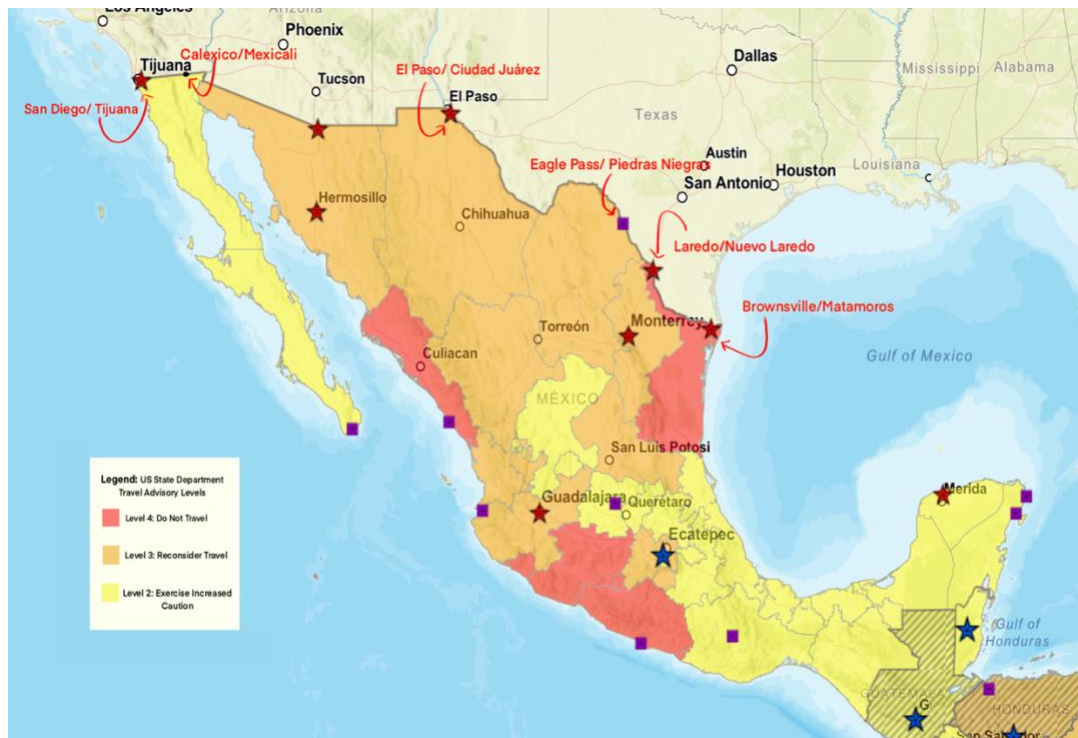 Los Angeles
Arizona
Phoenix
Calexico/Mexicali
Tijuana
Tucson
El Paso/ Ciudad Juárez
El Paso
San Diego/ Tijuana
Dallas
Mississippi
Alabama
Texas
Austin
Houston
Louisiana
San Antonio
Eagle Pass/ Piedras Niegras
Hermosillo
Chihuahua
Laredo/Nuevo Laredo
Brownsville/Matamoros
Monterrey
Torreón
Culiacan
Gulf of Mexico
MÉXICO
San Luis Potosi
Guadalajara
Querétaro
Ecatepec
Merida
Legend: US State Department
Travel Advisory Levels
Level 4: Do Not Travel
Level 3: Reconsider Travel
Level 2: Exercise Increased
Caution
Gulf of
Honduras
GUATEMALA
G
HONDURAS
San Salvador